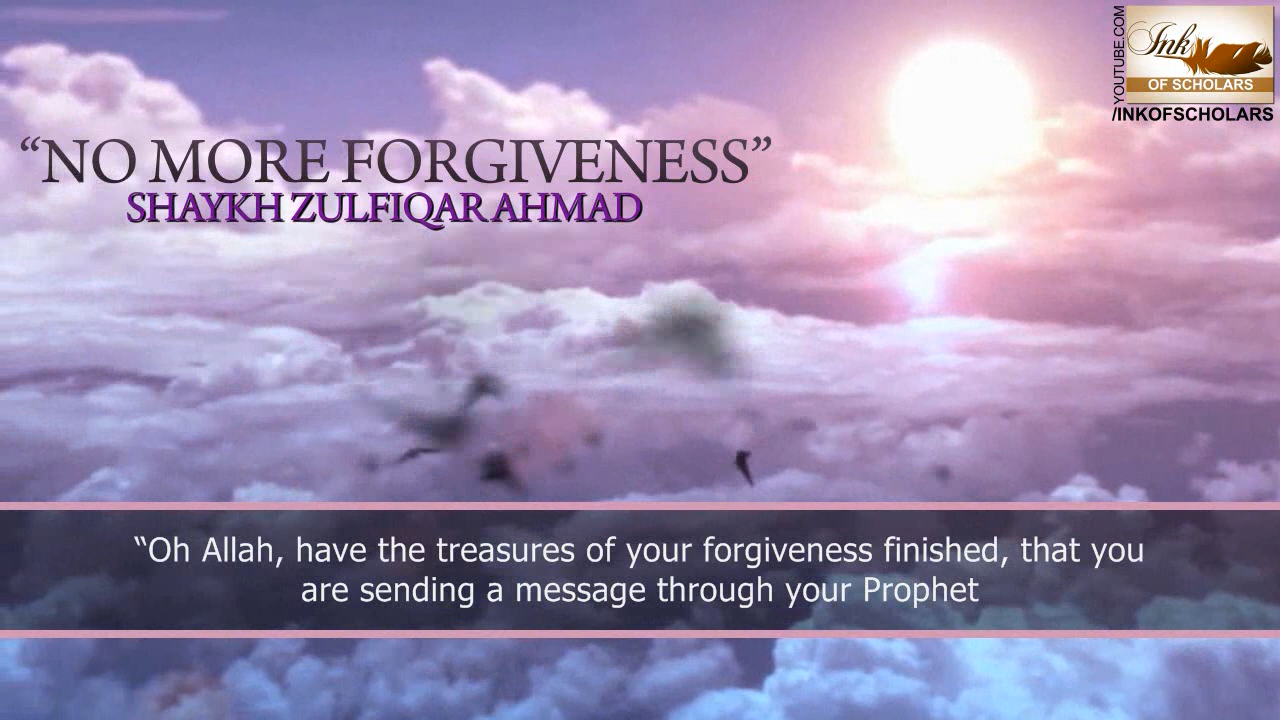 “NO MORE FORGIVENESS”
SHAYKH ZULFIQAR AHMAD
YOUTUBE.COM
Ink
OF SCHOLARS
/INKOFSCHOLARS
“Oh Allah, have the treasures of your forgiveness finished, that you
are sending a message through your Prophet